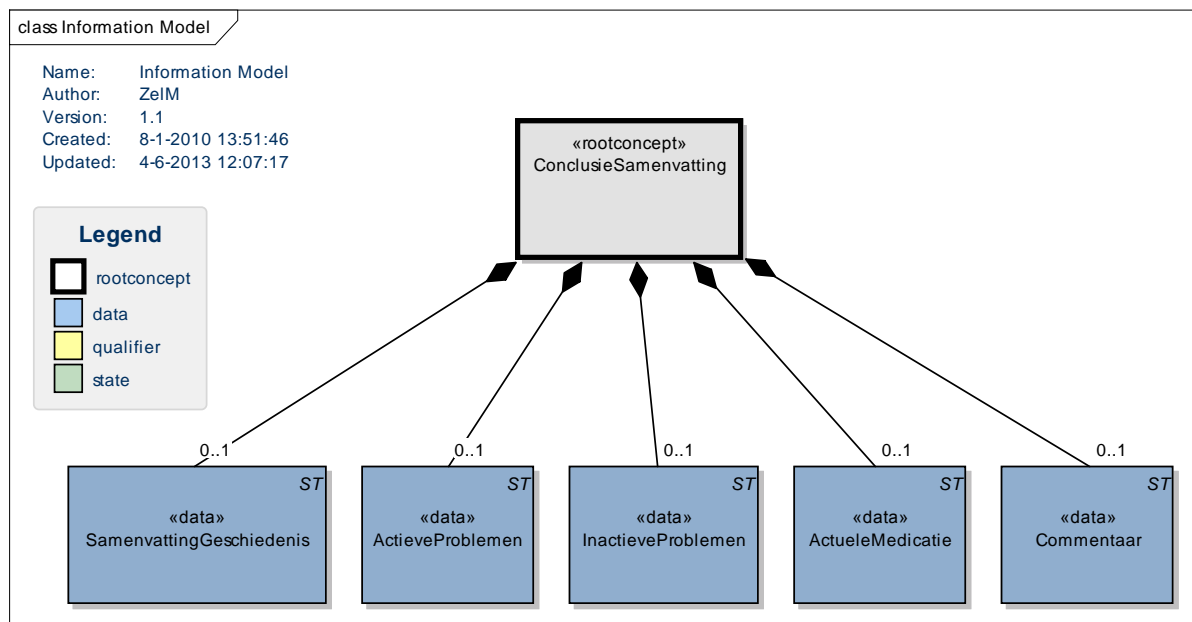 class Information Model
Name: Information Model
Author: ZelM
Version: 1.1
Created: 8-1-2010 13:51:46
Updated: 4-6-2013 12:07:17
«rootconcept»
ConclusieSamenvatting
Legend
rootconcept
data
qualifier
state
0..1 0..1 0..1 0..1 0..1
ST ST ST ST ST
«data» «data» «data» «data» «data»
SamenvattingGeschiedenis ActieveProblemen InactieveProblemen ActueleMedicatie Commentaar